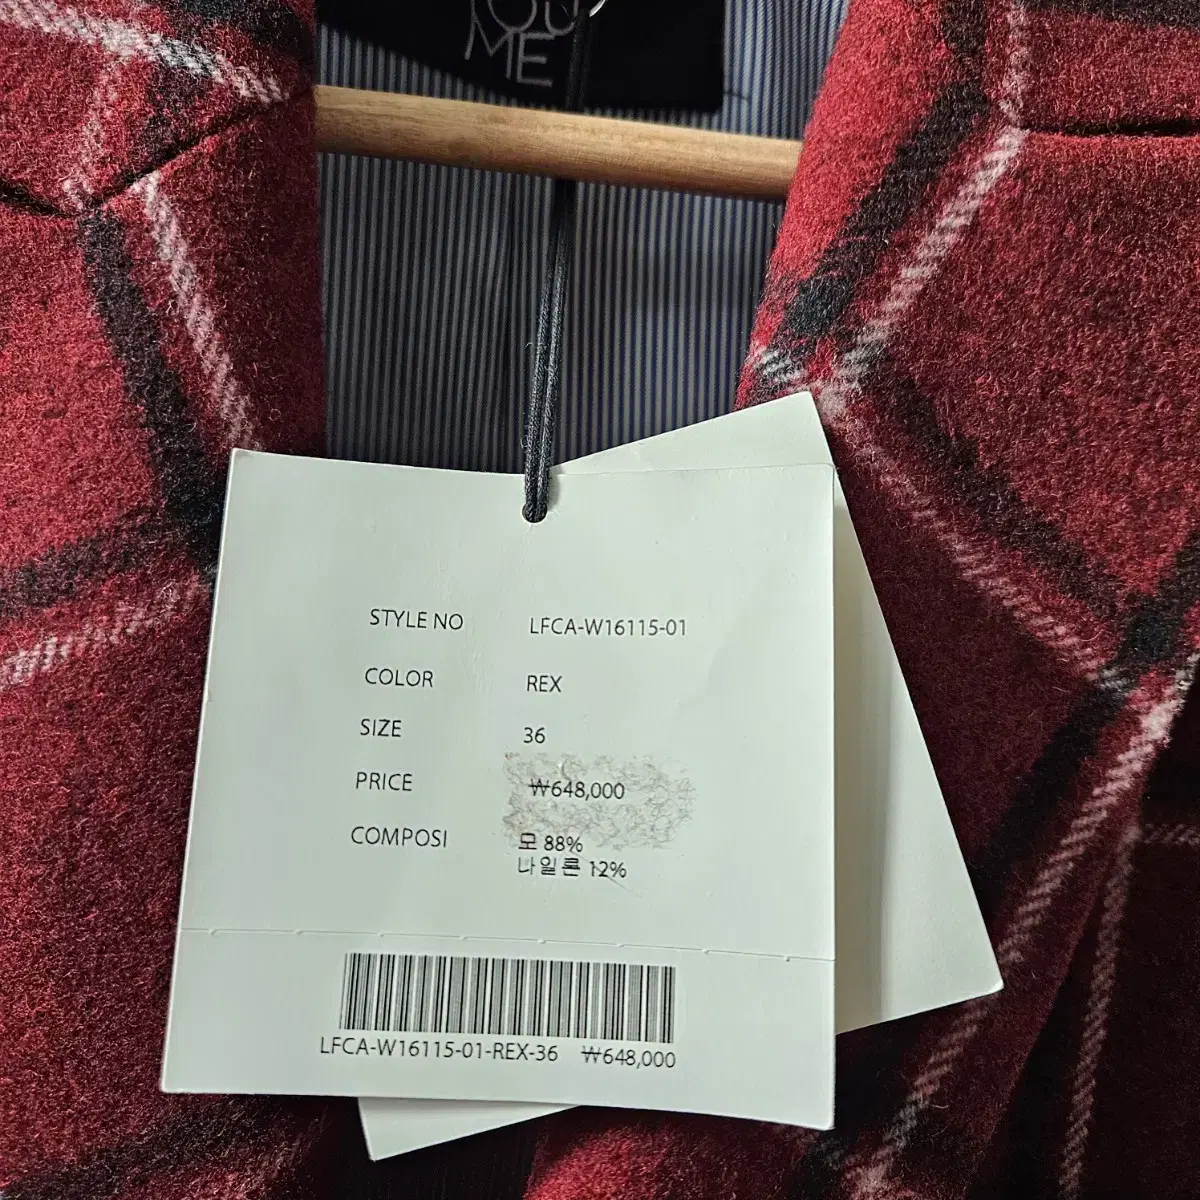 ME
STYLE NO LFCA-W16115-01
COLOR REX
SIZE 36
PRICE ₩648,000
COMPOSI 모 88%
나일론 12%
LFCA-W16115-01-REX-36 ₩648,000